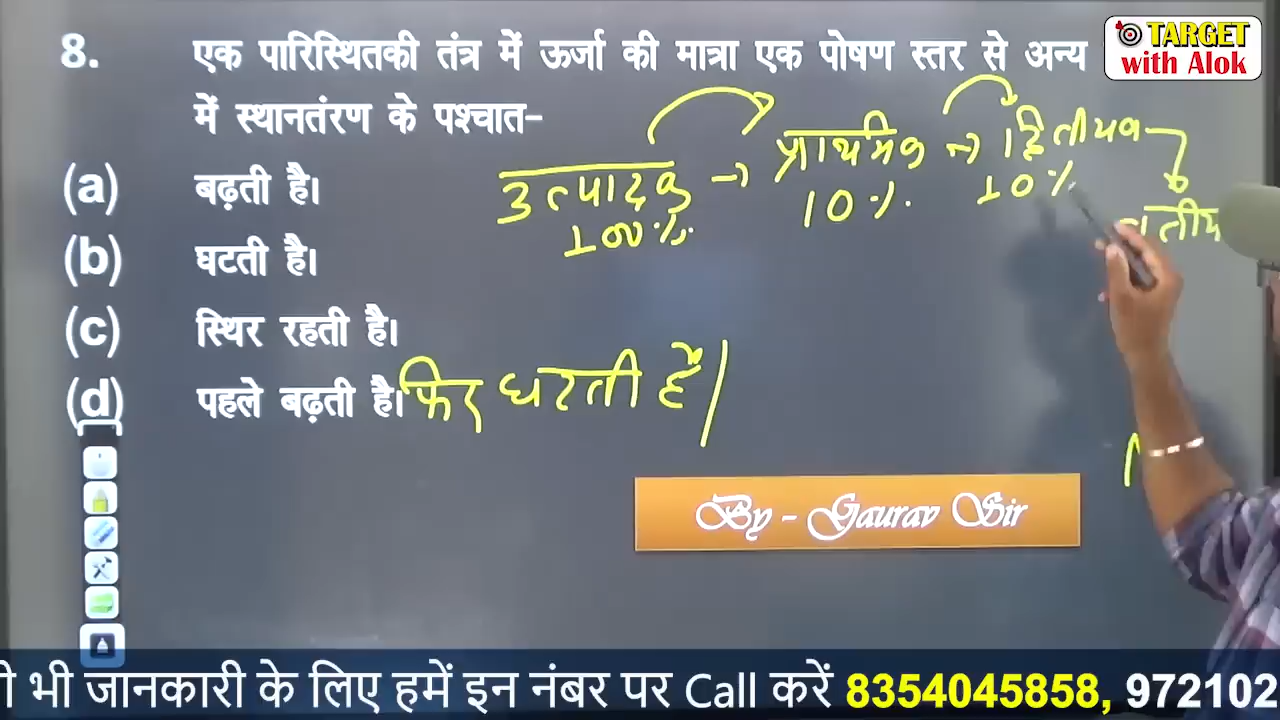 8. एक पारिस्थितकी तंत्र में ऊर्जा की मात्रा एक पोषण स्तर से अन्य
में स्थानतंरण के पश्चात-
(a) बढ़ती है।
(b) घटती है।
(c) स्थिर रहती है।
(d) पहले बढ़ती है। फिर घटती है।
उत्पादक → प्राथमिक → द्वितीयक
100% 10% 10%
तृतीय
By - Gaurav Sir
TARGET
with Alok
ी भी जानकारी के लिए हमें इन नंबर पर Call करें 8354045858, 972102